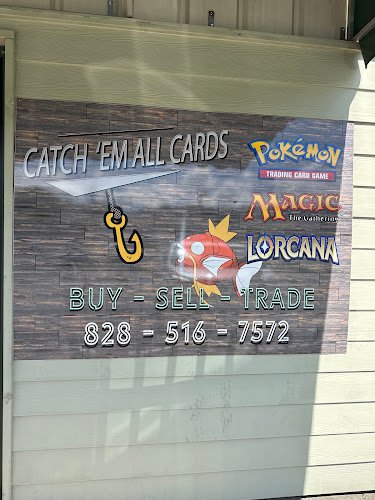 CATCH 'EM ALL CARDS
POKéMON
TRADING CARD GAME
MAGIC
The Gathering
LORCANA
BUY - SELL - TRADE
828 - 516 - 7572